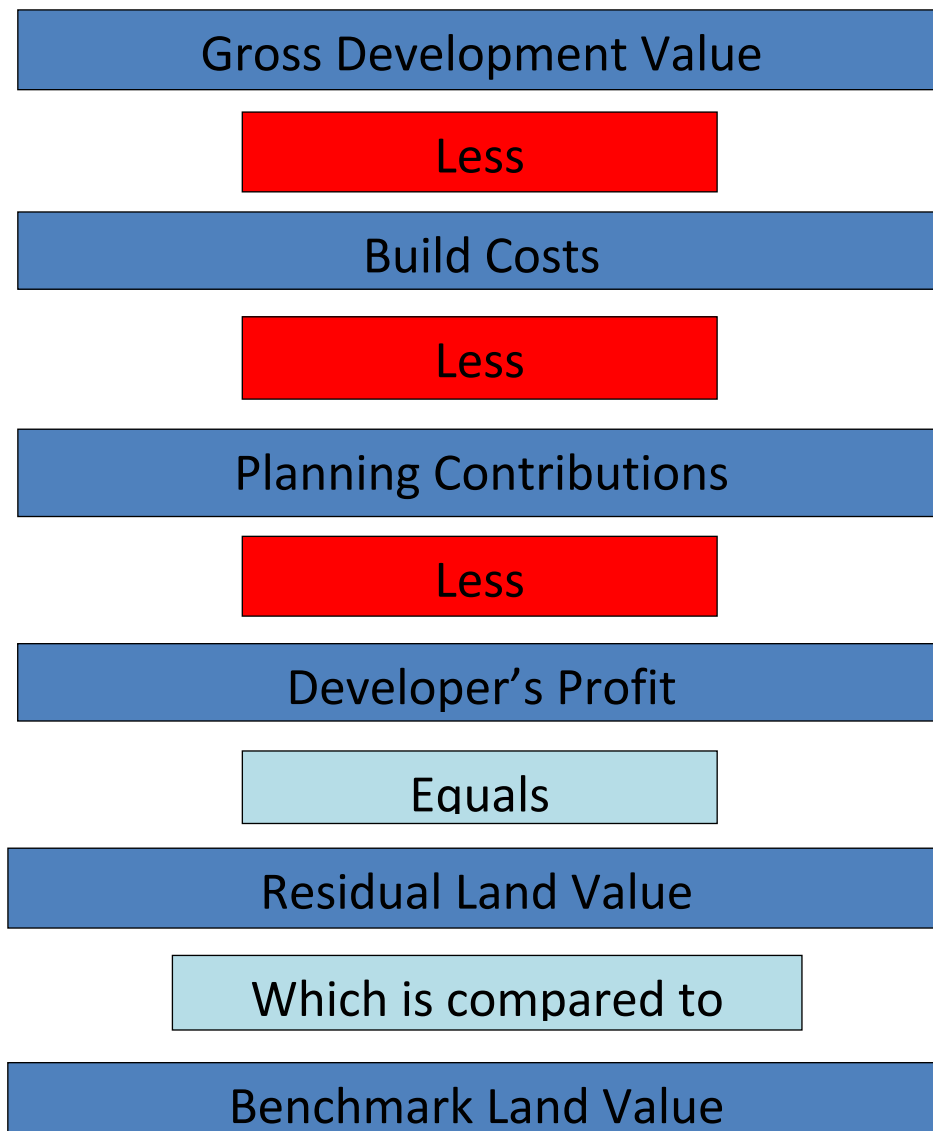 Gross Development Value
Less
Build Costs
Less
Planning Contributions
Less
Developer’s Profit
Equals
Residual Land Value
Which is compared to
Benchmark Land Value